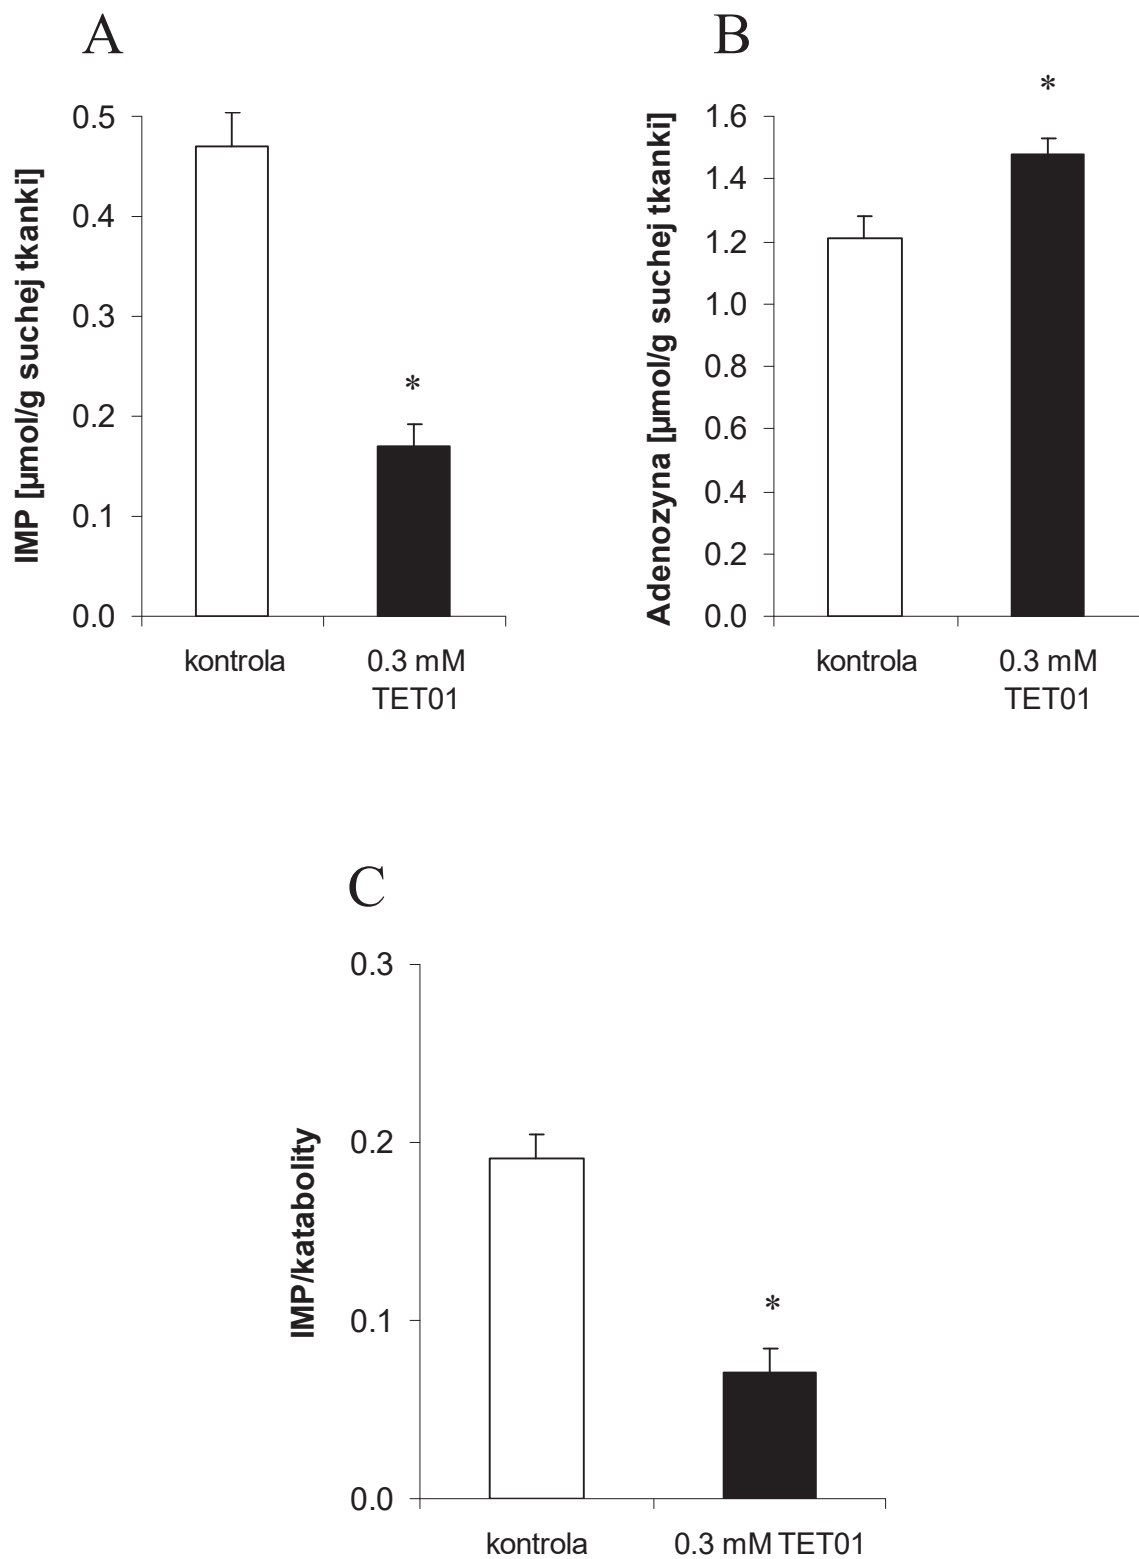 A
IMP [µmol/g suchej tkanki]
0.5
0.4
0.3
0.2
0.1
0.0
*
kontrola
0.3 mM
TET01
B
Adenozyna [µmol/g suchej tkanki]
1.6
1.4
1.2
1.0
0.8
0.6
0.4
0.2
0.0
*
kontrola
0.3 mM
TET01
C
IMP/katabolity
0.3
0.2
0.1
0.0
*
kontrola
0.3 mM TET01